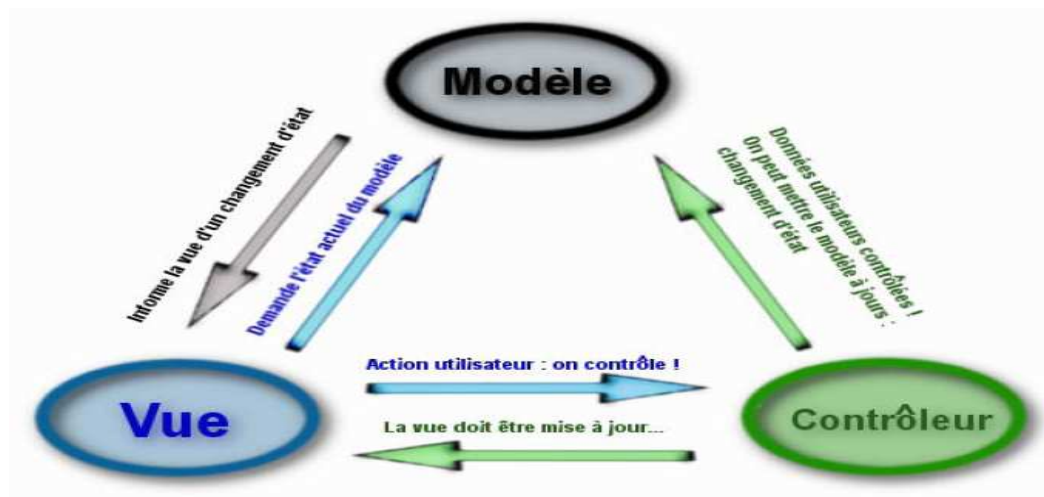 Modèle
Informe la vue d'un changement d'état
Demande l'état actuel du modèle
Données utilisateurs contrôlées !
On peut mettre le modèle à jours :
changement d'état
Action utilisateur : on contrôle !
Vue
Contrôleur
La vue doit être mise à jour...